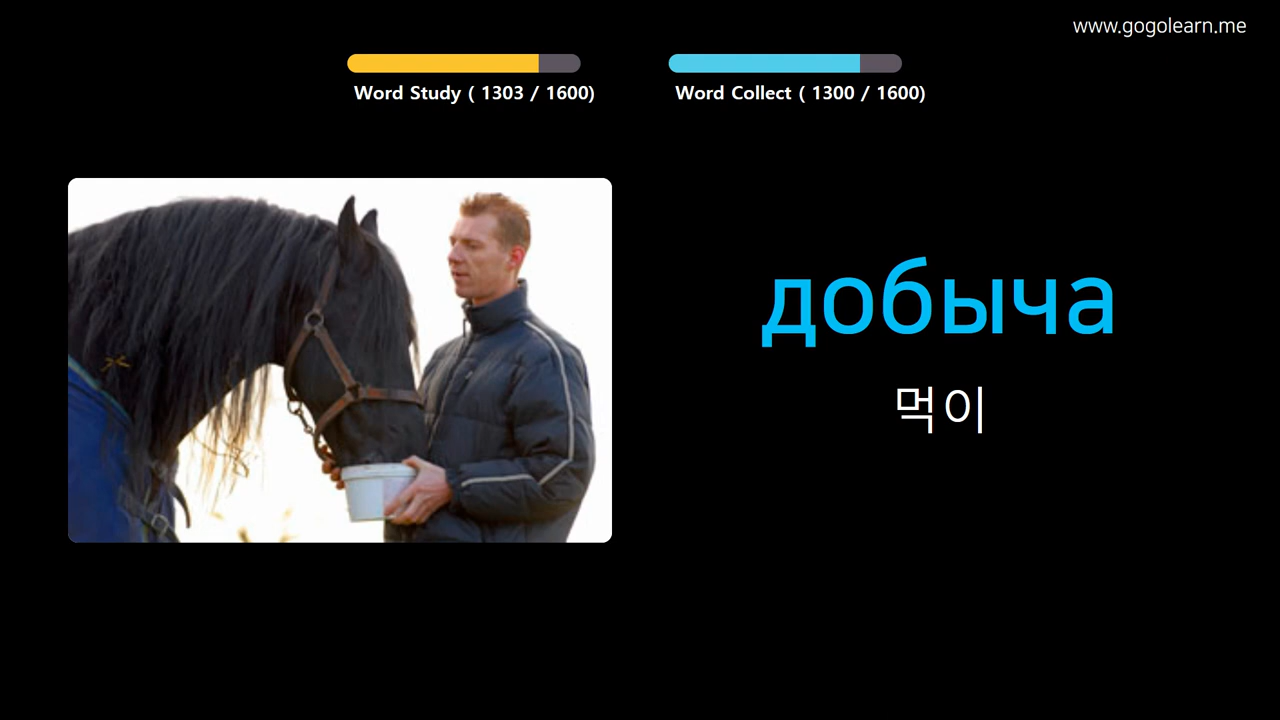 www.gogolearn.me
Word Study ( 1303 / 1600)
Word Collect ( 1300 / 1600)
добыча
먹이